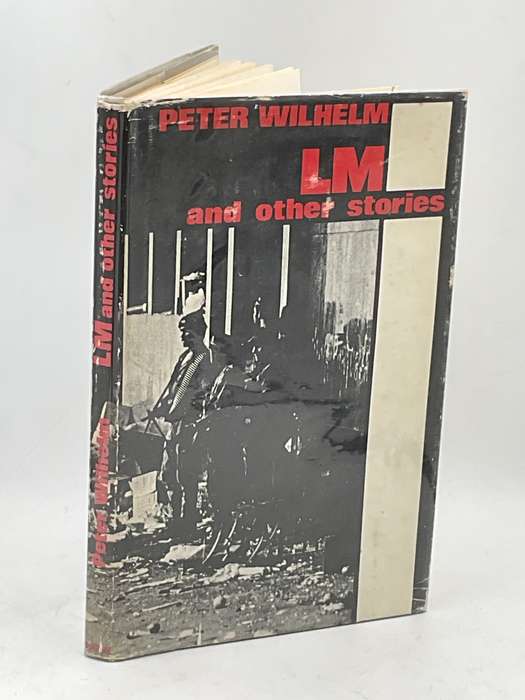 PETER WILHELM
LM
and other stories
LM and other stories
Peter Wilhelm